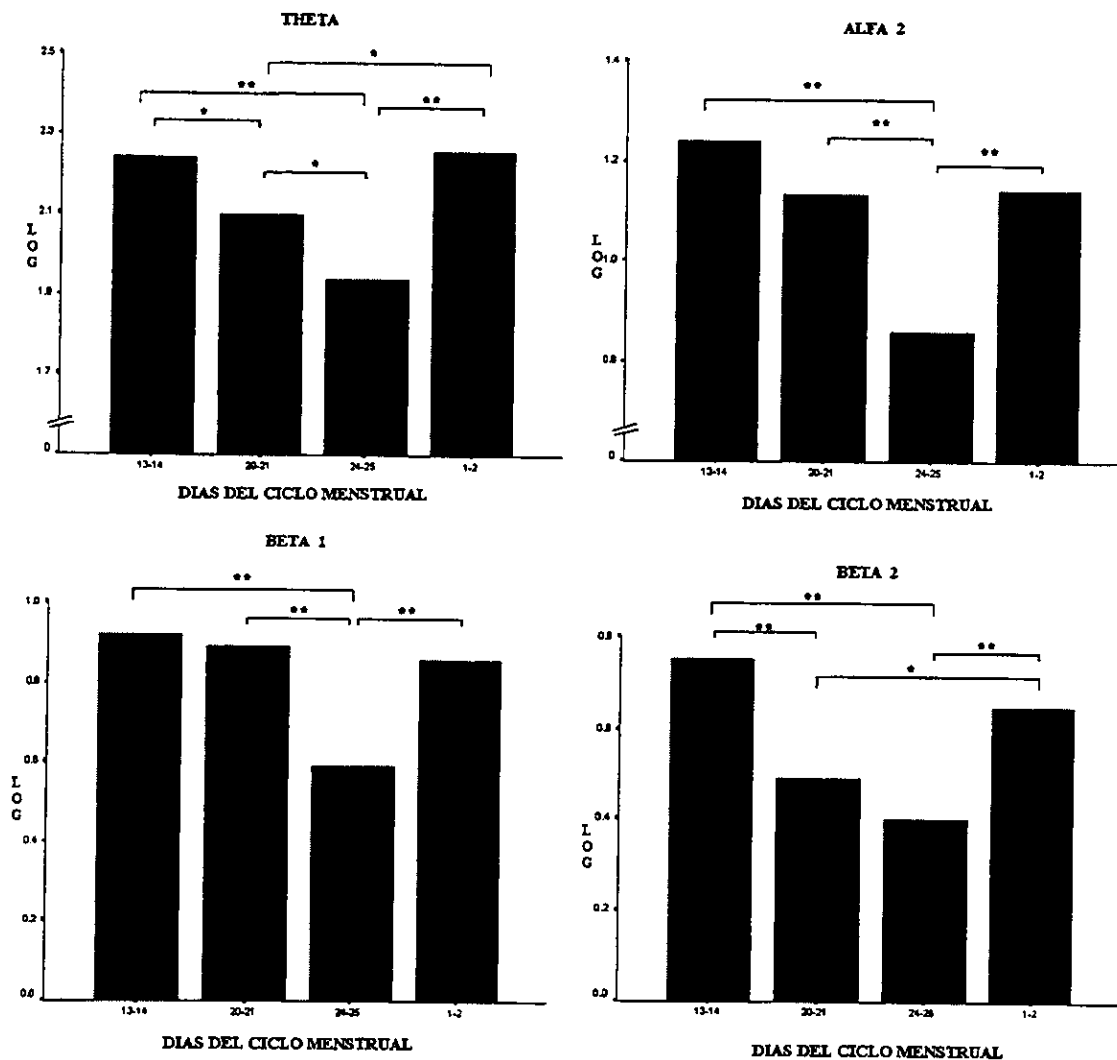 THETA
2.5
2.3
2.1
1.9
1.7
0
LOG
*
**
**
*
*
13-14 20-21 24-25 1-2
DIAS DEL CICLO MENSTRUAL
ALFA 2
1.4
1.2
1.0
0.8
0
LOG
**
**
**
13-14 20-21 24-25 1-2
DIAS DEL CICLO MENSTRUAL
BETA 1
1.0
0.8
0.6
0.4
0.2
0.0
LOG
**
**
**
13-14 20-21 24-25 1-2
DIAS DEL CICLO MENSTRUAL
BETA 2
0.8
0.6
0.4
0.2
0.0
LOG
**
**
**
*
13-14 20-21 24-25 1-2
DIAS DEL CICLO MENSTRUAL